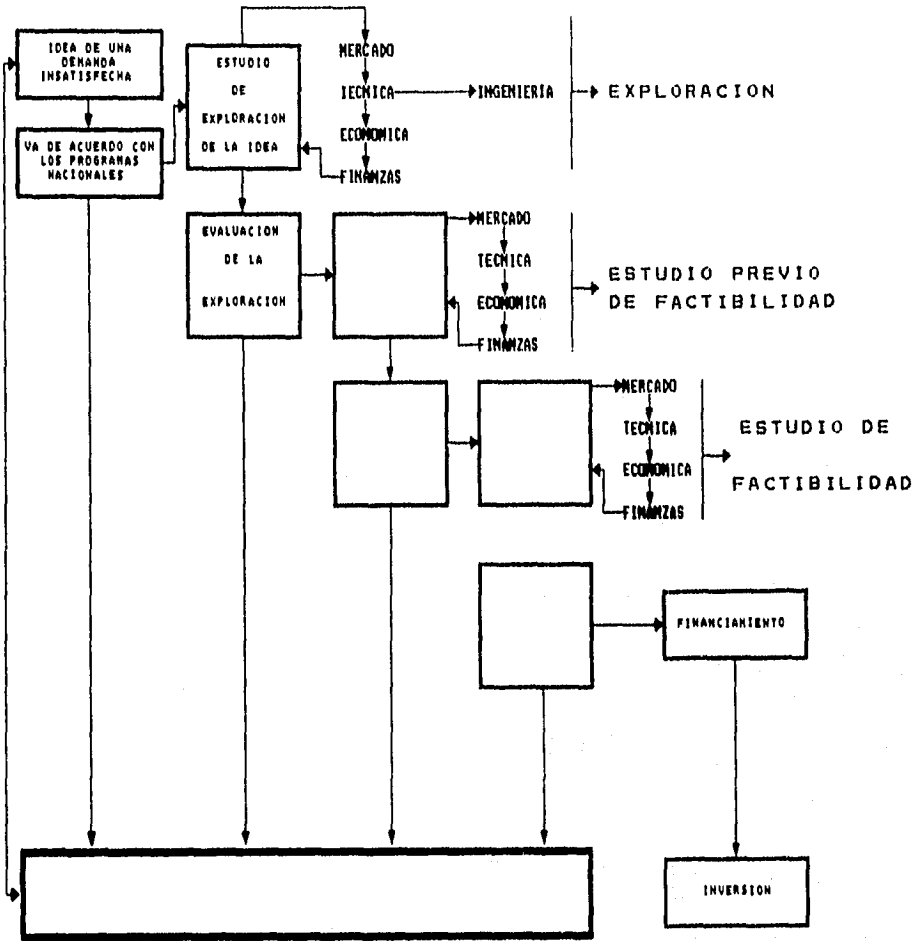 IDEA DE UNA
DEMANDA
INSATISFECHA
VA DE ACUERDO CON
LOS PROGRAMAS
NACIONALES
ESTUDIO
DE
EXPLORACION
DE LA IDEA
MERCADO
TECNICA
INGENIERIA
ECONOMICA
FINANZAS
EXPLORACION
EVALUACION
DE LA
EXPLORACION
MERCADO
TECNICA
ECONOMICA
FINANZAS
ESTUDIO PREVIO
DE FACTIBILIDAD
MERCADO
TECNICA
ECONOMICA
FINANZAS
ESTUDIO DE
FACTIBILIDAD
FINANCIAMIENTO
INVERSION